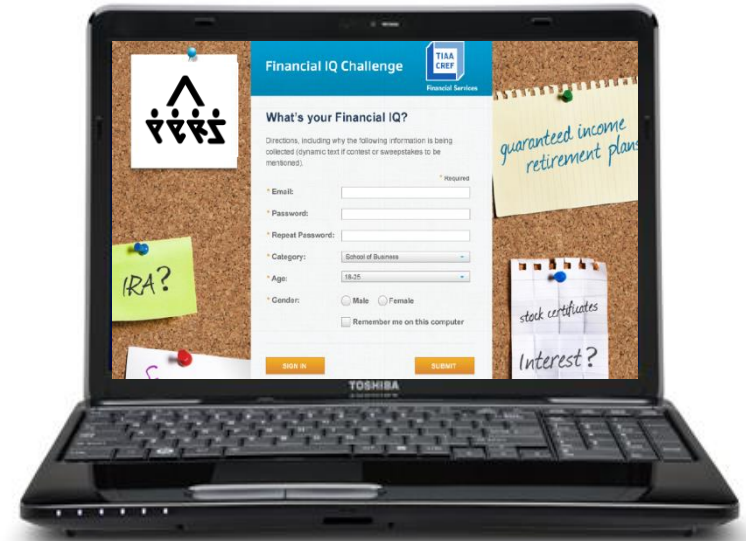 Financial IQ Challenge
TIAA
CREF
Financial Services
PERS
What's your Financial IQ?
Directions, including why the following information is being
collected (dynamic text if contest or sweepstakes to be
mentioned).
* Required
* Email:
* Password:
* Repeat Password:
* Category: School of Business
* Age: 18-25
* Gender: Male Female
Remember me on this computer
SIGN IN
SUBMIT
guaranteed income
retirement plans
IRA?
stock certificates
Interest?
TOSHIBA